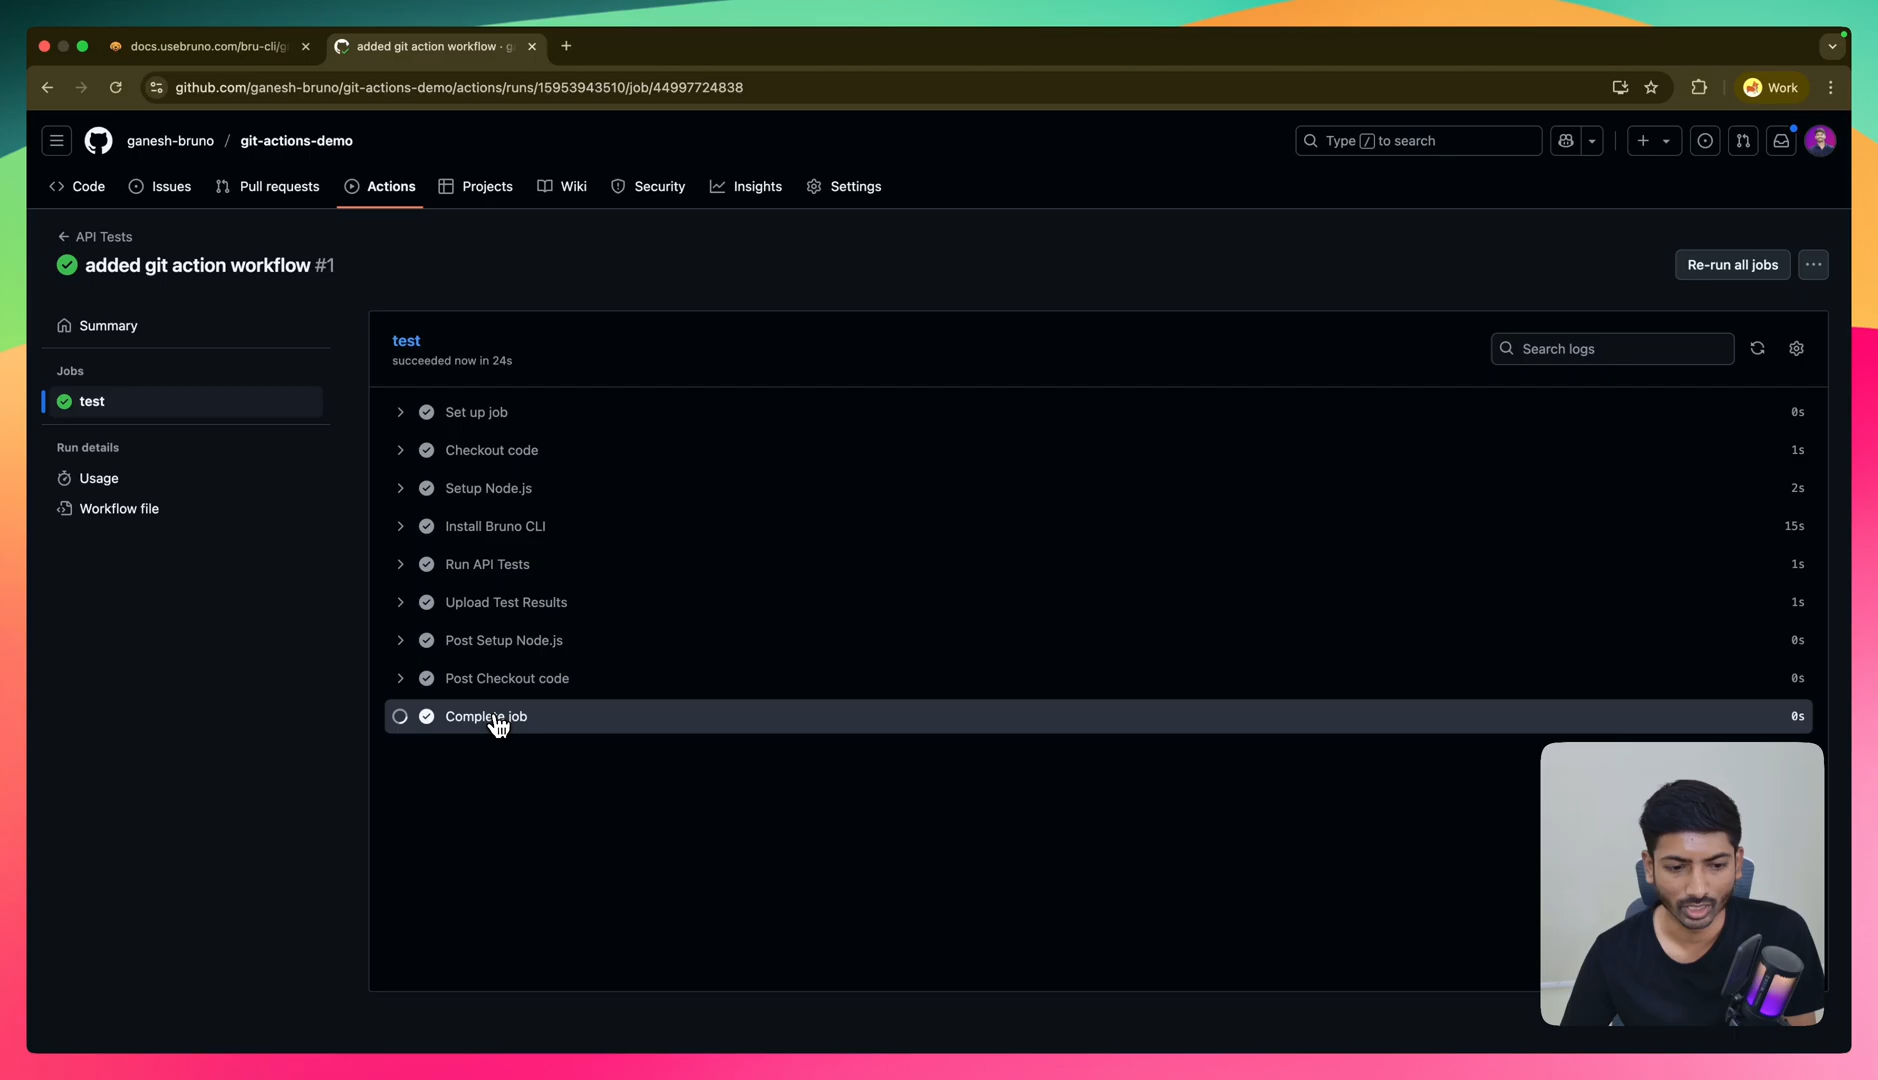 docs.usebruno.com/bru-cli/gi
added git action workflow · g
github.com/ganesh-bruno/git-actions-demo/actions/runs/15953943510/job/44997724838
Work
ganesh-bruno / git-actions-demo
Type / to search
Code
Issues
Pull requests
Actions
Projects
Wiki
Security
Insights
Settings
API Tests
added git action workflow #1
Re-run all jobs
Summary
Jobs
test
Run details
Usage
Workflow file
test
succeeded now in 24s
Search logs
Set up job 0s
Checkout code 1s
Setup Node.js 2s
Install Bruno CLI 15s
Run API Tests 1s
Upload Test Results 1s
Post Setup Node.js 0s
Post Checkout code 0s
Complete job 0s